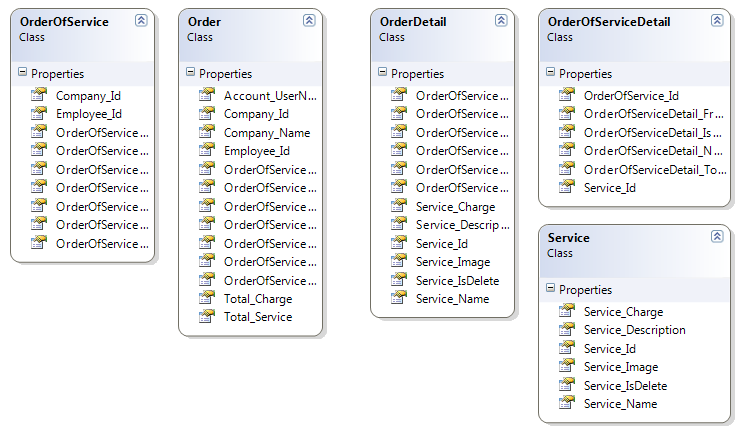 OrderOfService
Class
Properties
Company_Id
Employee_Id
OrderOfService...
OrderOfService...
OrderOfService...
OrderOfService...
OrderOfService...
OrderOfService...
OrderOfService...
Order
Class
Properties
Account_UserN...
Company_Id
Company_Name
Employee_Id
OrderOfService...
OrderOfService...
OrderOfService...
OrderOfService...
OrderOfService...
OrderOfService...
OrderOfService...
Total_Charge
Total_Service
OrderDetail
Class
Properties
OrderOfService...
OrderOfService...
OrderOfService...
OrderOfService...
OrderOfService...
OrderOfService...
Service_Charge
Service_Descrip...
Service_Id
Service_Image
Service_IsDelete
Service_Name
OrderOfServiceDetail
Class
Properties
OrderOfService_Id
OrderOfServiceDetail_Fr...
OrderOfServiceDetail_Is...
OrderOfServiceDetail_N...
OrderOfServiceDetail_To...
Service_Id
Service
Class
Properties
Service_Charge
Service_Description
Service_Id
Service_Image
Service_IsDelete
Service_Name